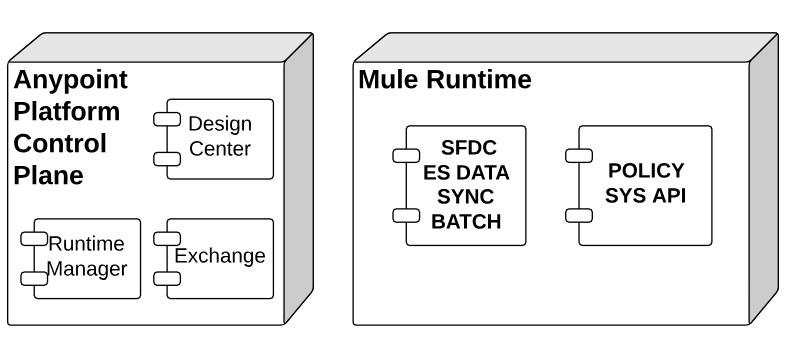 Anypoint
Platform
Control
Plane
Design
Center
Runtime
Manager
Exchange
Mule Runtime
SFDC
ES DATA
SYNC
BATCH
POLICY
SYS API